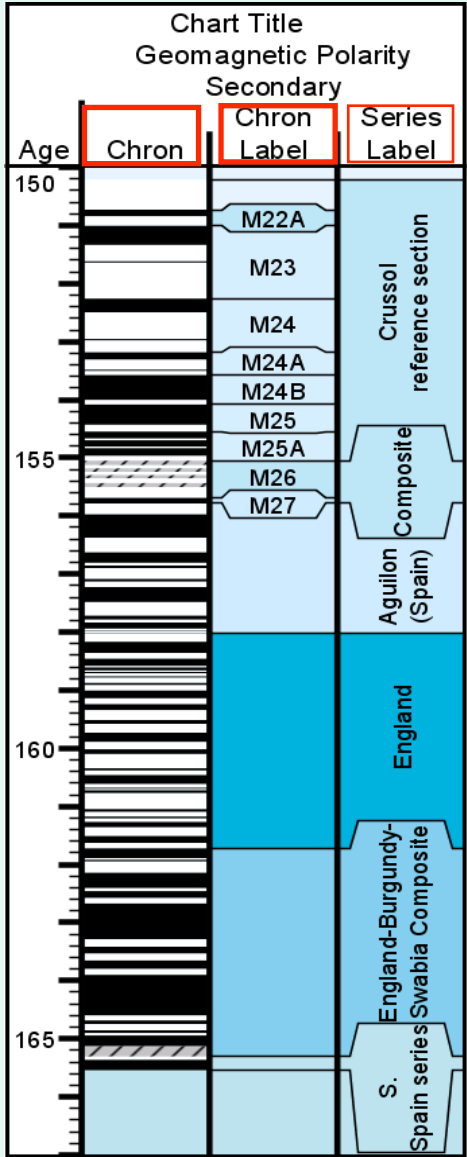 Chart Title
Geomagnetic Polarity
Secondary
Age
Chron
Chron
Label
Series
Label
150
155
160
165
M22A
M23
M24
M24A
M24B
M25
M25A
M26
M27
Crussol
reference section
Composite
Aguilon
(Spain)
England
England-Burgundy-
Swabia Composite
S.
Spain series